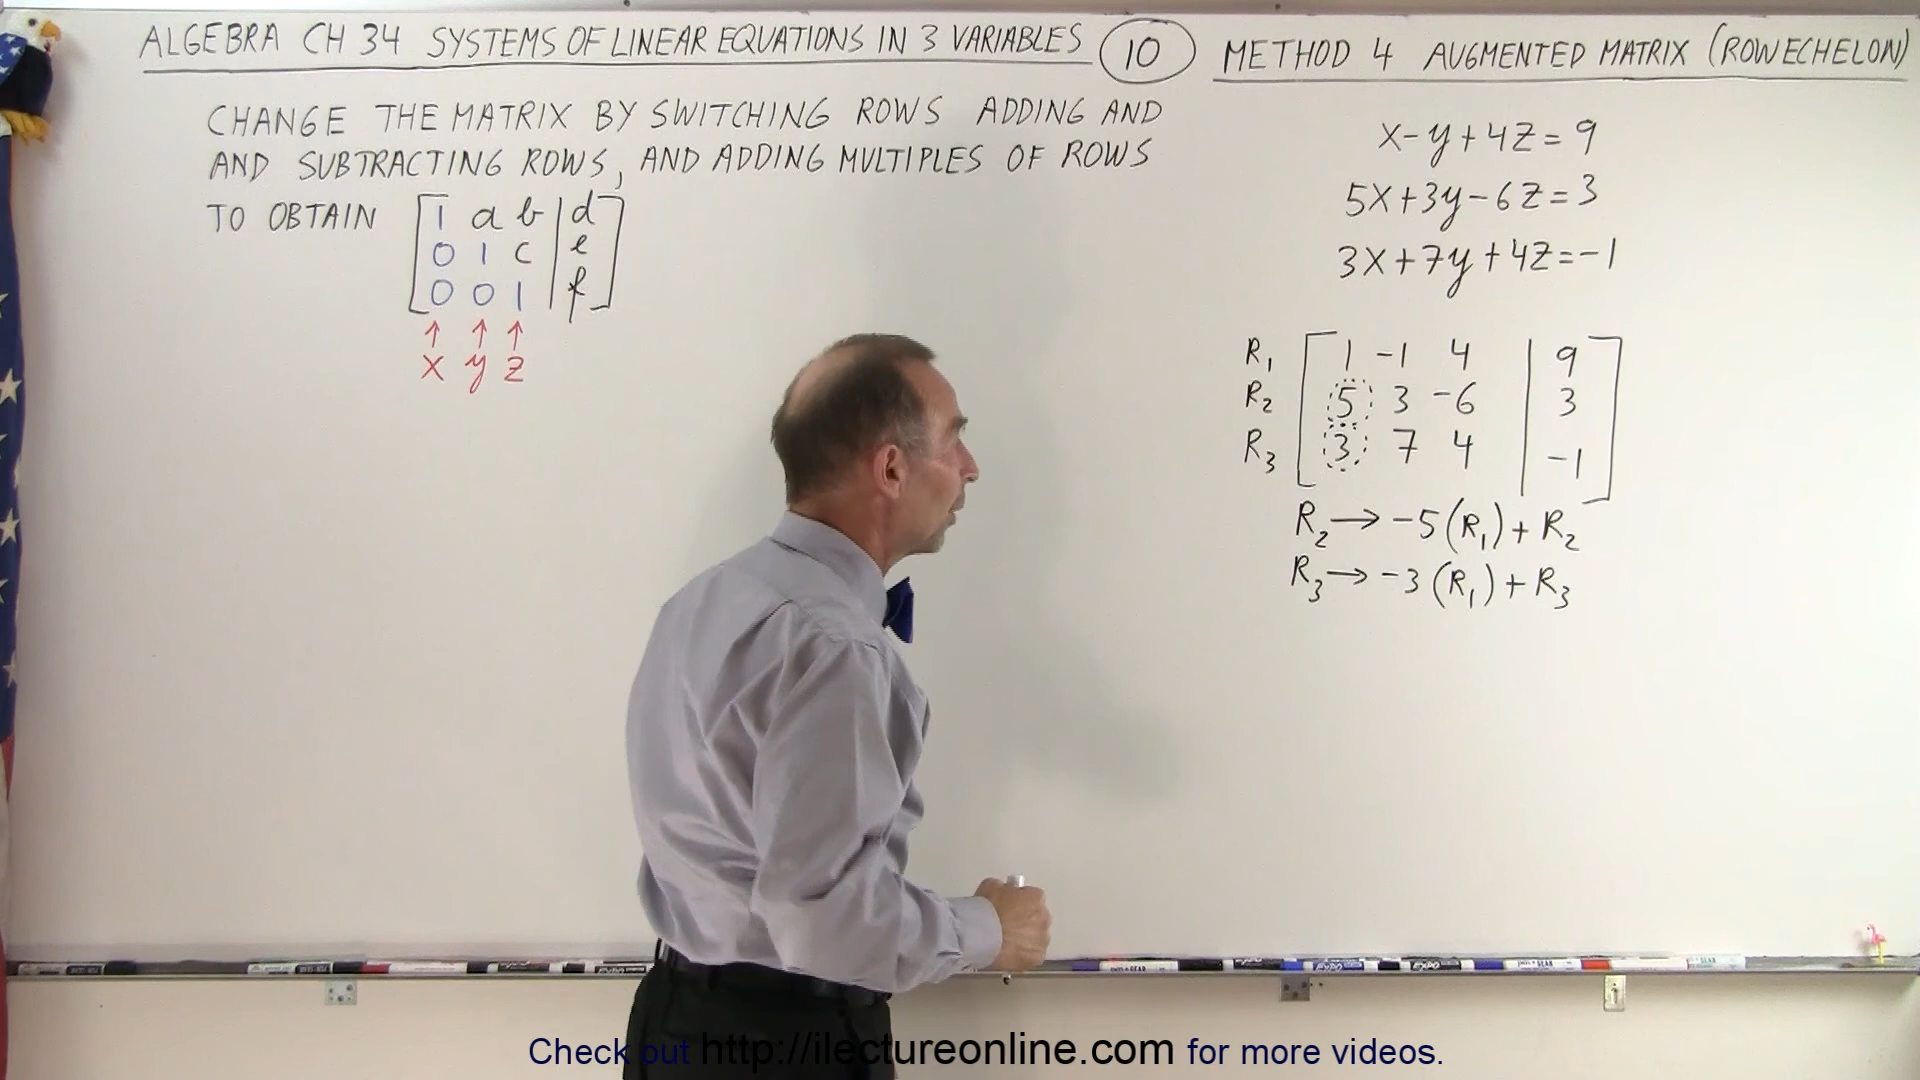 ALGEBRA CH 34 SYSTEMS OF LINEAR EQUATIONS IN 3 VARIABLES 10 METHOD 4 AUGMENTED MATRIX (ROW ECHELON)
CHANGE THE MATRIX BY SWITCHING ROWS ADDING AND
AND SUBTRACTING ROWS, AND ADDING MULTIPLES OF ROWS
TO OBTAIN [1 a b | d
0 1 c | e
0 0 1 | f]
↑ ↑ ↑
x y z
x-y+4z=9
5x+3y-6z=3
3x+7y+4z=-1
R1 [1 -1 4 | 9
R2 5 3 -6 | 3
R3 3 7 4 | -1]
R2→-5(R1)+R2
R3→-3(R1)+R3
Check out http://ilectureonline.com for more videos.